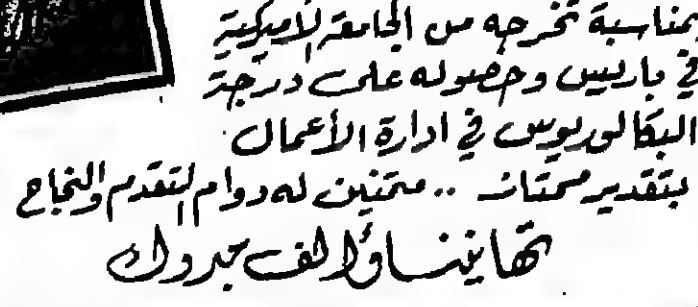 بمناسبة تخرجه من الجامعة الأمريكية
في باريس وحصوله على درجة
البكالوريوس في ادارة الأعمال
بتقدير ممتاز .. متمنين له دوام التقدم والنجاح
تهانينا وألف مبروك